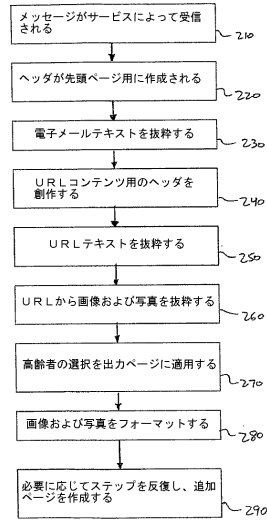 メッセージがサービスによって受信
される
210
ヘッダが先頭ページ用に作成される
220
電子メールテキストを抜粋する
230
ＵＲＬコンテンツ用のヘッダを
創作する
240
ＵＲＬテキストを抜粋する
250
ＵＲＬから画像および写真を抜粋する
260
高齢者の選択を出力ページに適用する
270
画像および写真をフォーマットする
280
必要に応じてステップを反復し、追加
ページを作成する
290